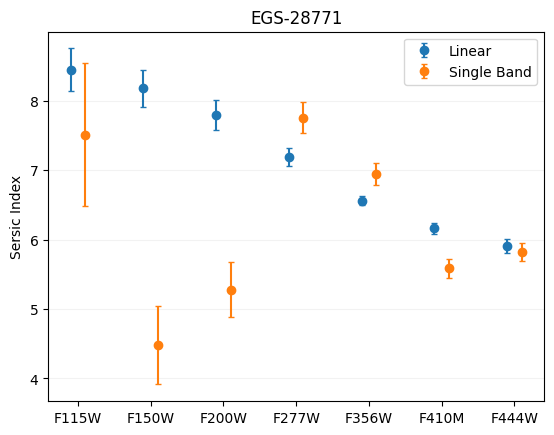 EGS-28771
Linear
Single Band
Sersic Index
8
7
6
5
4
F115W F150W F200W F277W F356W F410M F444W